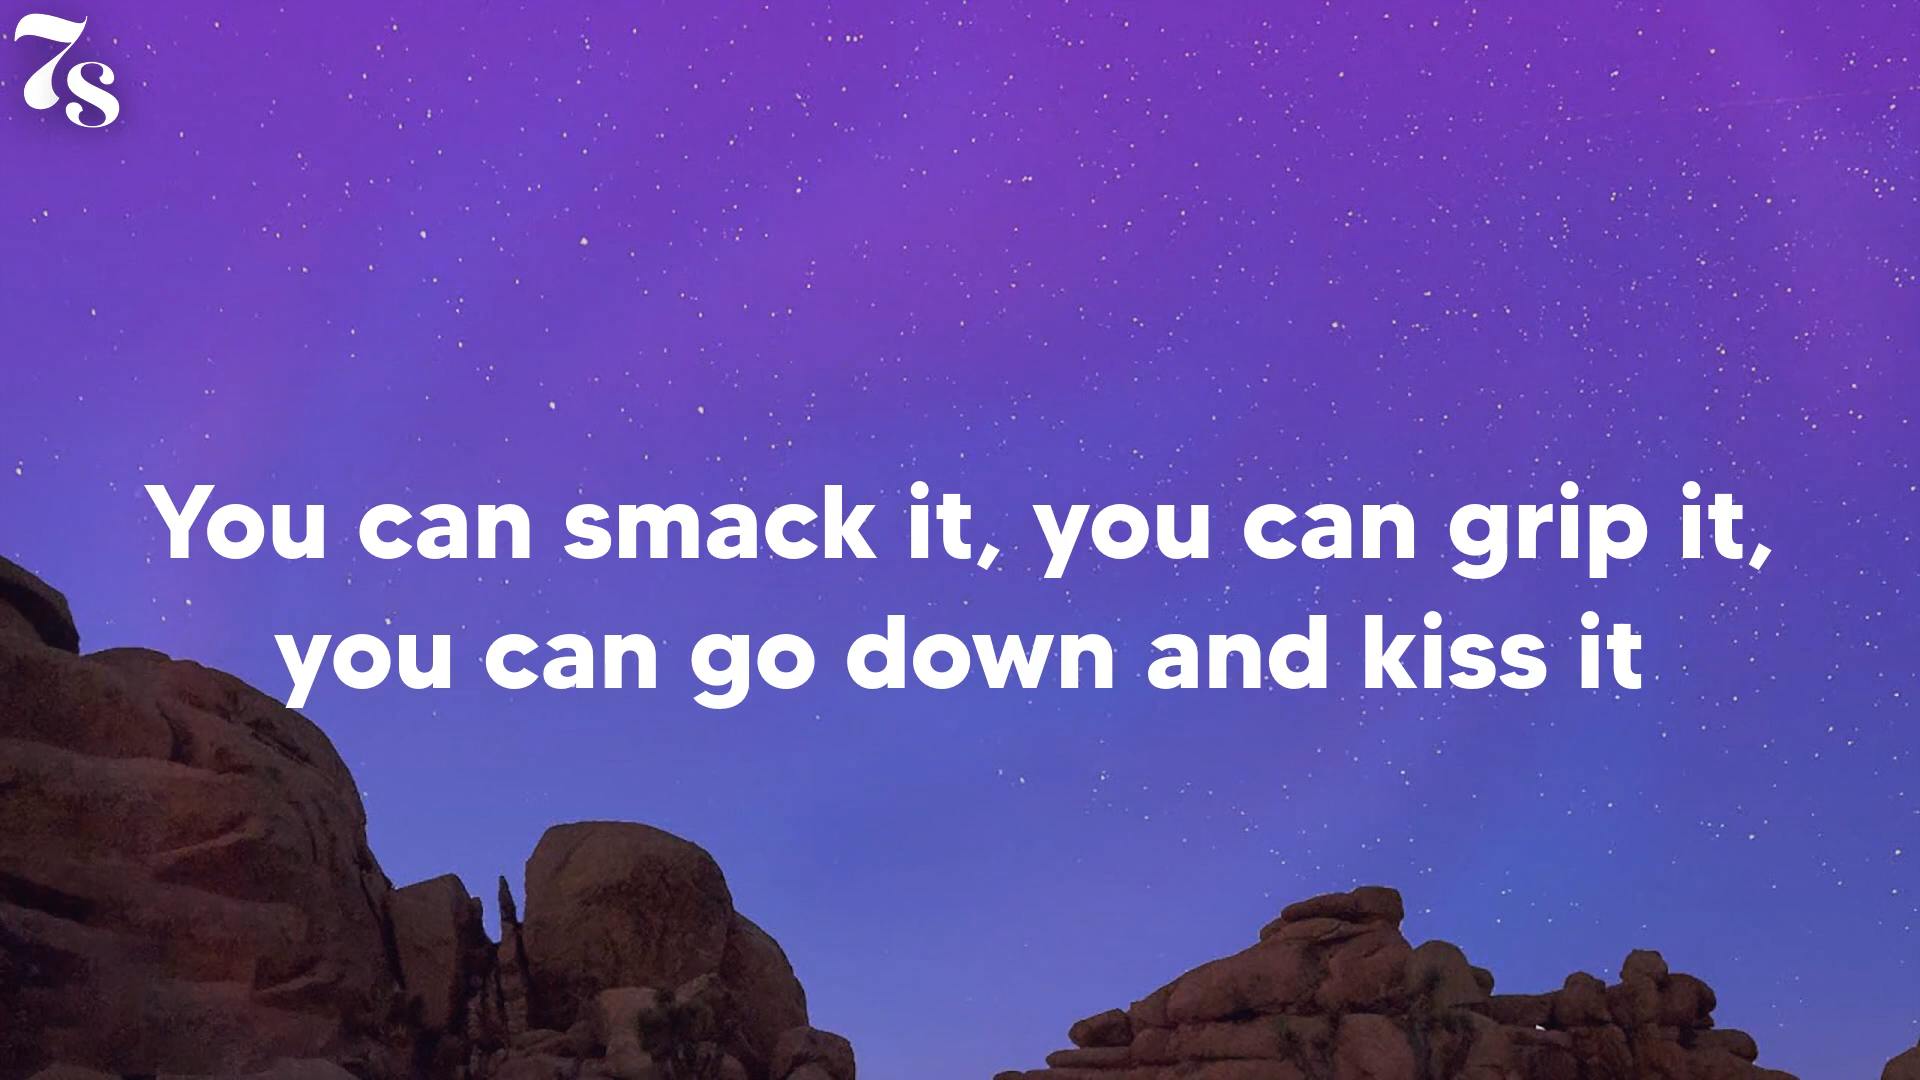 7s
You can smack it, you can grip it,
you can go down and kiss it